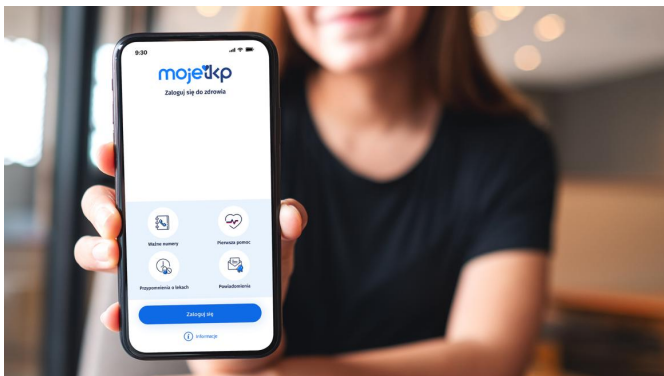 9:30
mojeikp
Zaloguj się do zdrowia
Ważne numery
Pierwsza pomoc
Przypomnienia o lekach
Powiadomienia
Zaloguj się
i Informacje